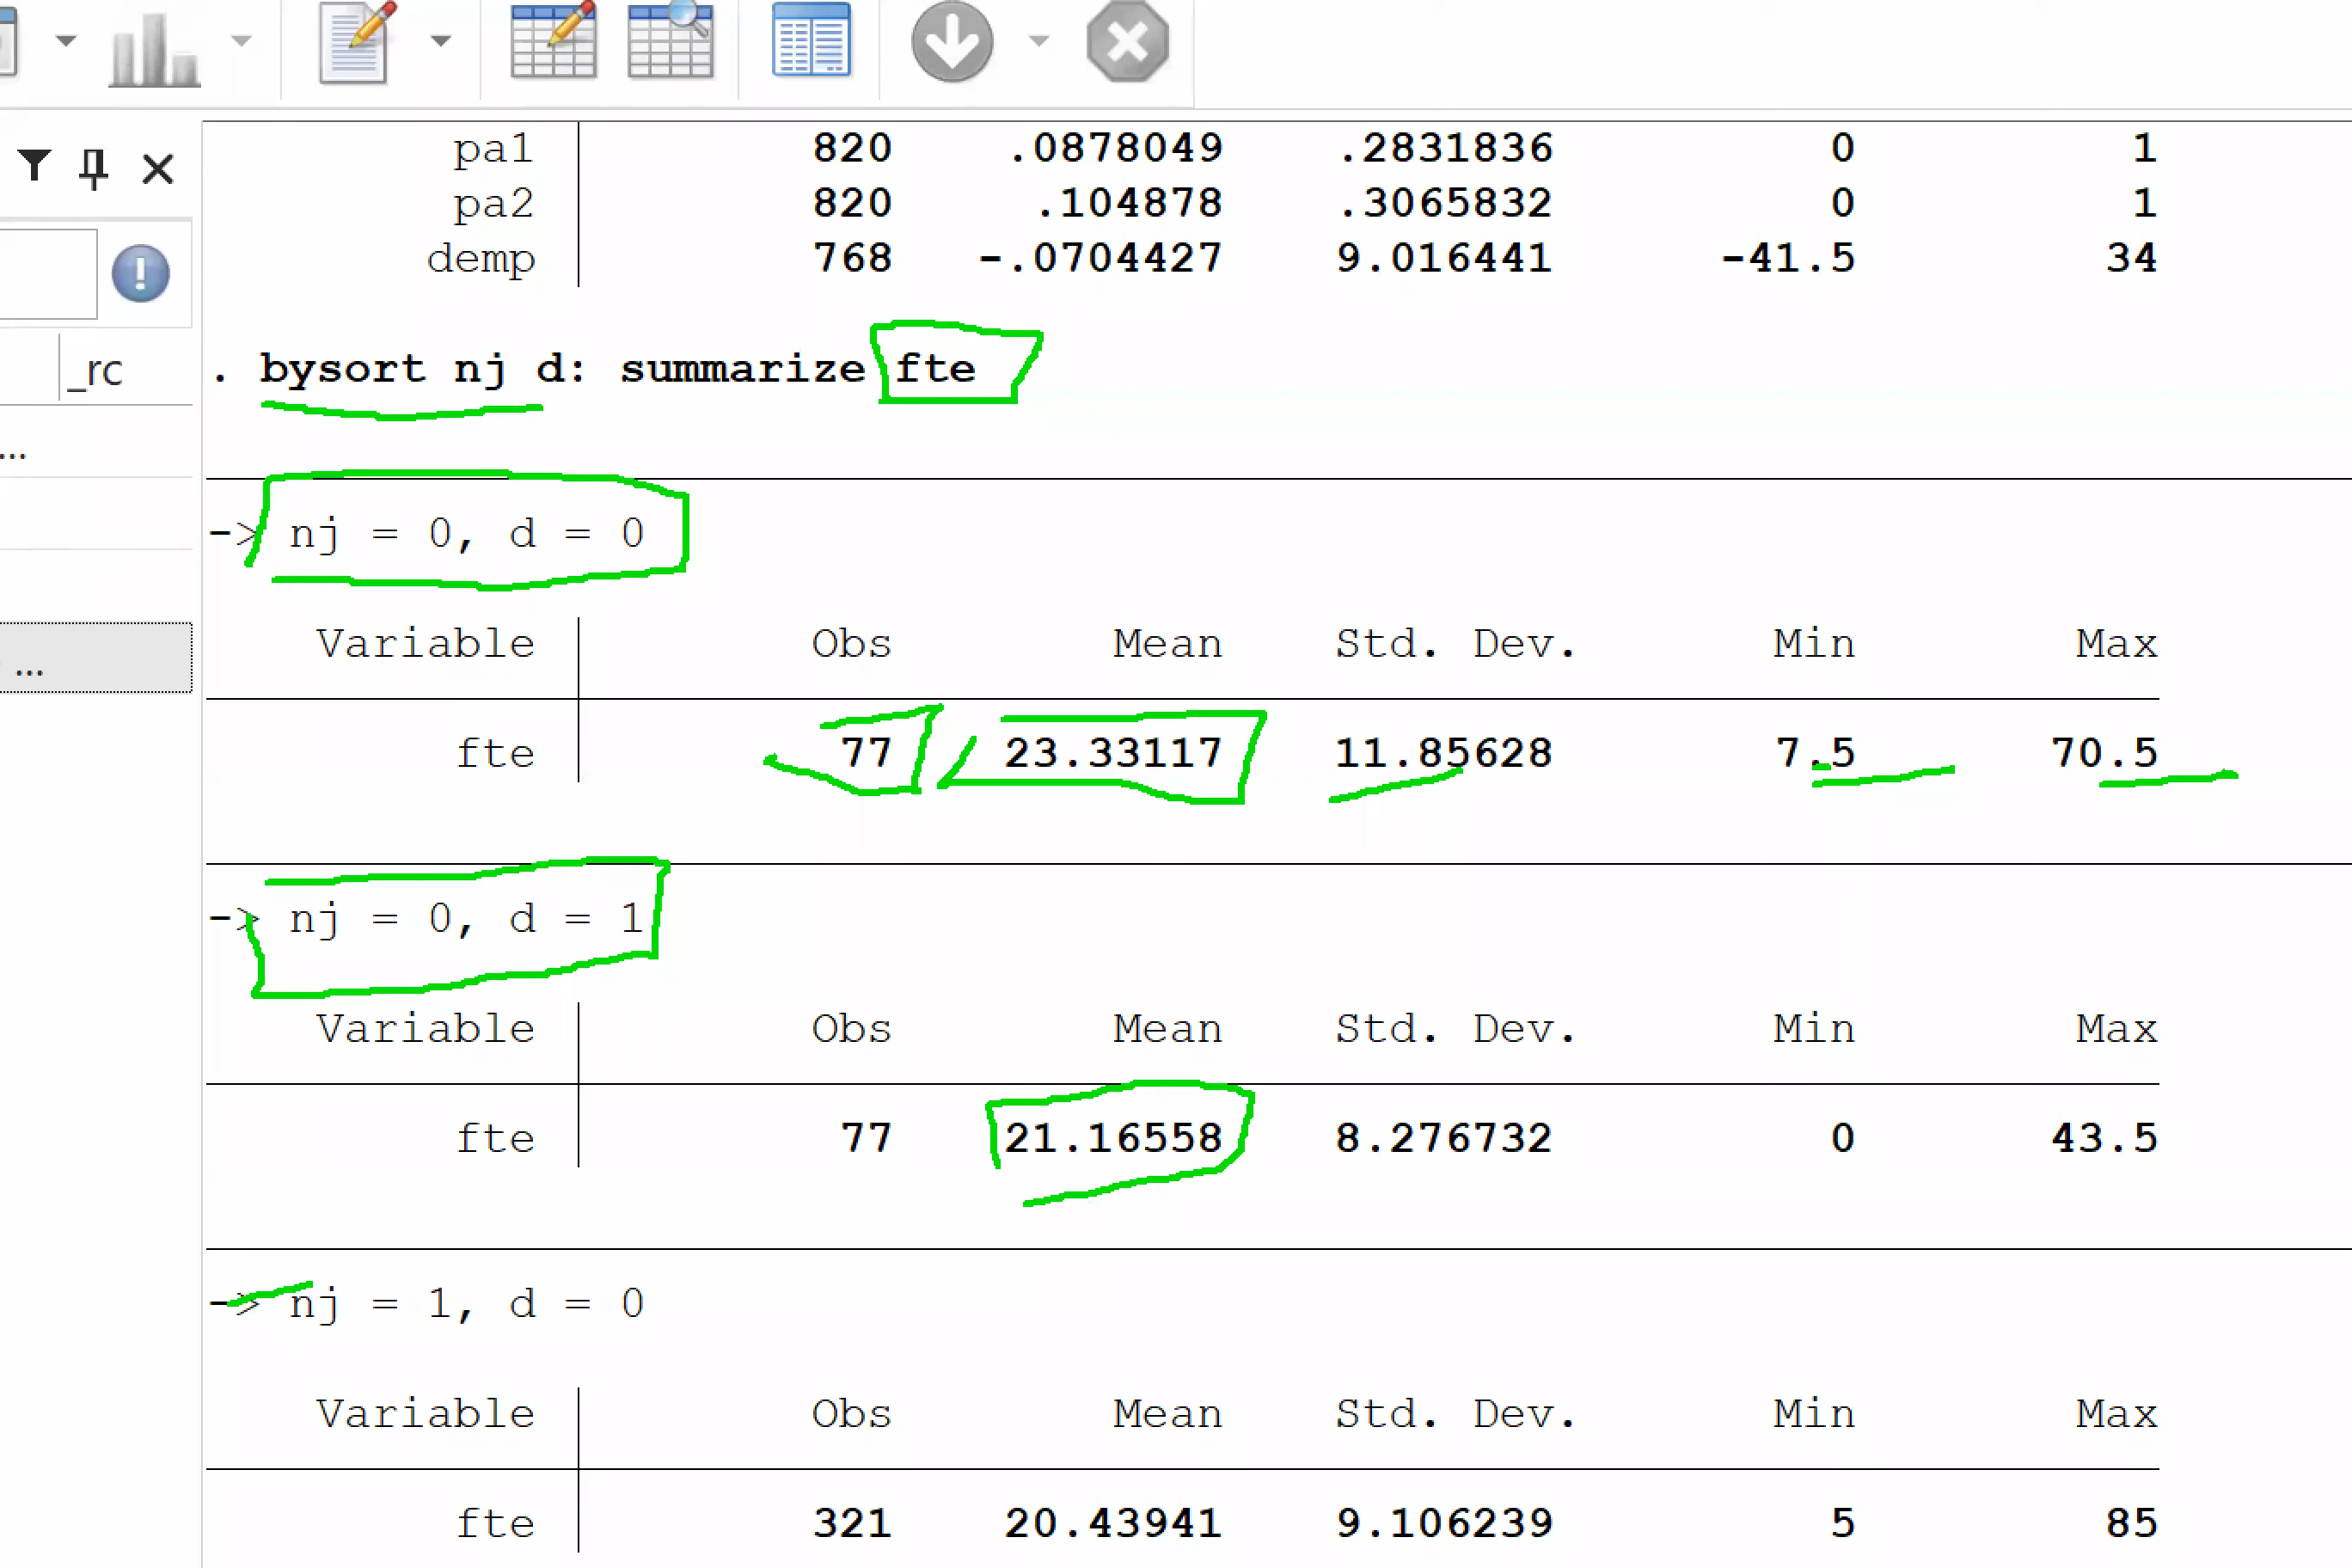 pa1 820 .0878049 .2831836 0 1
pa2 820 .104878 .3065832 0 1
demp 768 -.0704427 9.016441 -41.5 34
_rc
. bysort nj d: summarize fte
...
-> nj = 0, d = 0
Variable Obs Mean Std. Dev. Min Max
...
fte 77 23.33117 11.85628 7.5 70.5
-> nj = 0, d = 1
Variable Obs Mean Std. Dev. Min Max
fte 77 21.16558 8.276732 0 43.5
-> nj = 1, d = 0
Variable Obs Mean Std. Dev. Min Max
fte 321 20.43941 9.106239 5 85